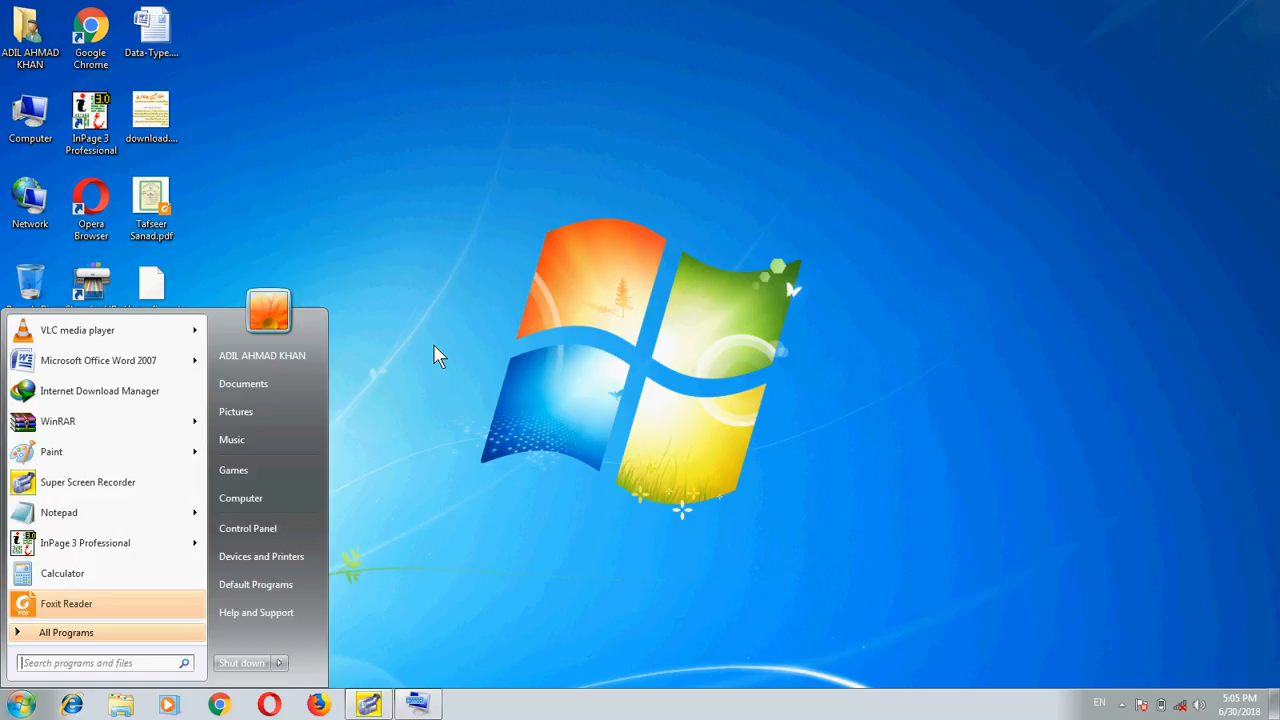 ADIL AHMAD
KHAN
Google
Chrome
Data-Type....
Computer
InPage 3
Professional
download....
Network
Opera
Browser
Tafseer
Sanad.pdf
VLC media player
Microsoft Office Word 2007
Internet Download Manager
WinRAR
Paint
Super Screen Recorder
Notepad
InPage 3 Professional
Calculator
Foxit Reader
All Programs
Search programs and files
ADIL AHMAD KHAN
Documents
Pictures
Music
Games
Computer
Control Panel
Devices and Printers
Default Programs
Help and Support
Shut down
EN
5:05 PM
6/30/2018